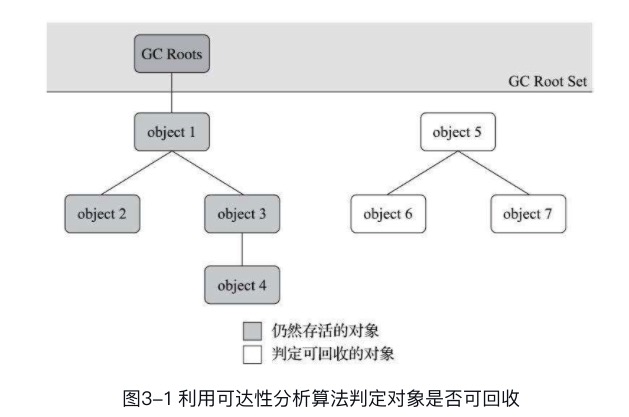 GC Roots
GC Root Set
object 1
object 5
object 2
object 3
object 6
object 7
object 4
仍然存活的对象
判定可回收的对象
图3-1 利用可达性分析算法判定对象是否可回收